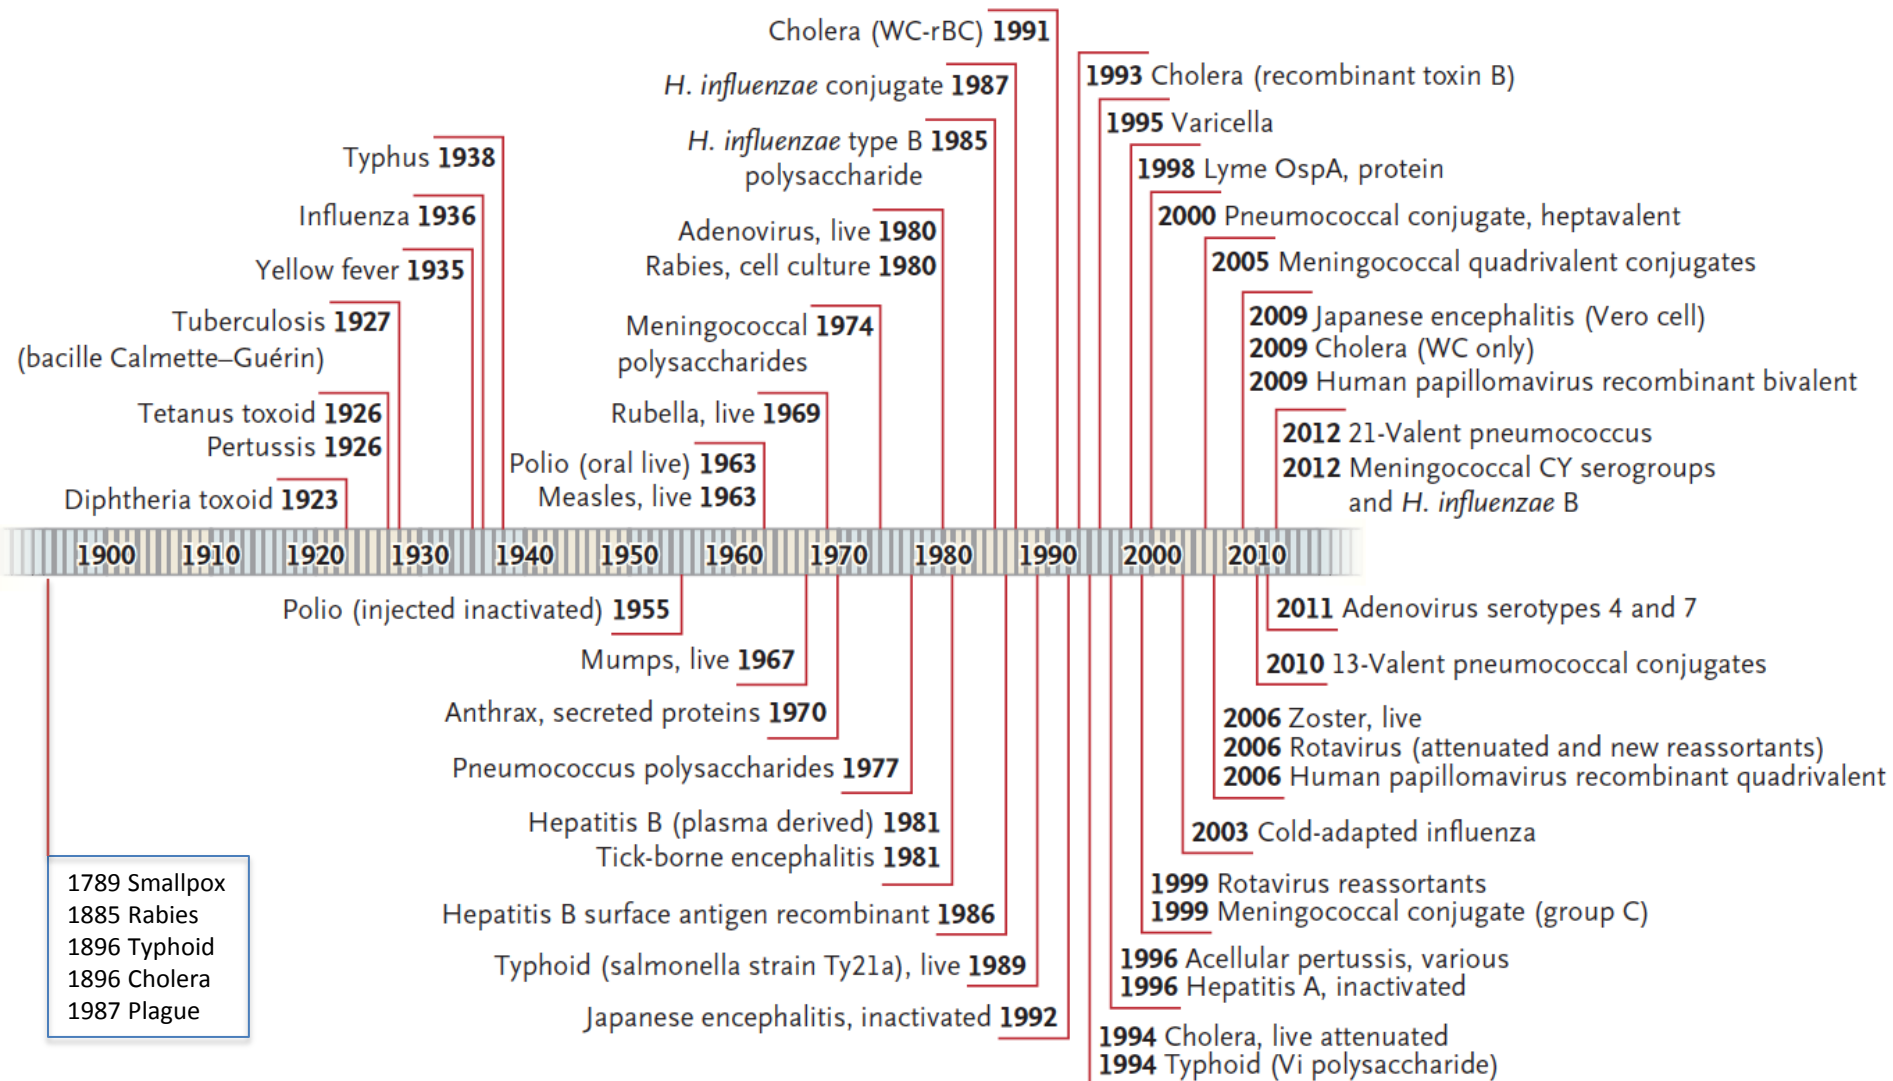 Cholera (WC-rBC) 1991
H. influenzae conjugate 1987
H. influenzae type B 1985
polysaccharide
Typhus 1938
Influenza 1936
Adenovirus, live 1980
Rabies, cell culture 1980
Yellow fever 1935
Tuberculosis 1927
(bacille Calmette–Guérin)
Meningococcal 1974
polysaccharides
Tetanus toxoid 1926
Pertussis 1926
Rubella, live 1969
Polio (oral live) 1963
Measles, live 1963
Diphtheria toxoid 1923
1993 Cholera (recombinant toxin B)
1995 Varicella
1998 Lyme OspA, protein
2000 Pneumococcal conjugate, heptavalent
2005 Meningococcal quadrivalent conjugates
2009 Japanese encephalitis (Vero cell)
2009 Cholera (WC only)
2009 Human papillomavirus recombinant bivalent
2012 21-Valent pneumococcus
2012 Meningococcal CY serogroups
and H. influenzae B
1900 1910 1920 1930 1940 1950 1960 1970 1980 1990 2000 2010
Polio (injected inactivated) 1955
Mumps, live 1967
Anthrax, secreted proteins 1970
Pneumococcus polysaccharides 1977
Hepatitis B (plasma derived) 1981
Tick-borne encephalitis 1981
Hepatitis B surface antigen recombinant 1986
Typhoid (salmonella strain Ty21a), live 1989
Japanese encephalitis, inactivated 1992
2011 Adenovirus serotypes 4 and 7
2010 13-Valent pneumococcal conjugates
2006 Zoster, live
2006 Rotavirus (attenuated and new reassortants)
2006 Human papillomavirus recombinant quadrivalent
2003 Cold-adapted influenza
1999 Rotavirus reassortants
1999 Meningococcal conjugate (group C)
1996 Acellular pertussis, various
1996 Hepatitis A, inactivated
1994 Cholera, live attenuated
1994 Typhoid (Vi polysaccharide)
1789 Smallpox
1885 Rabies
1896 Typhoid
1896 Cholera
1987 Plague